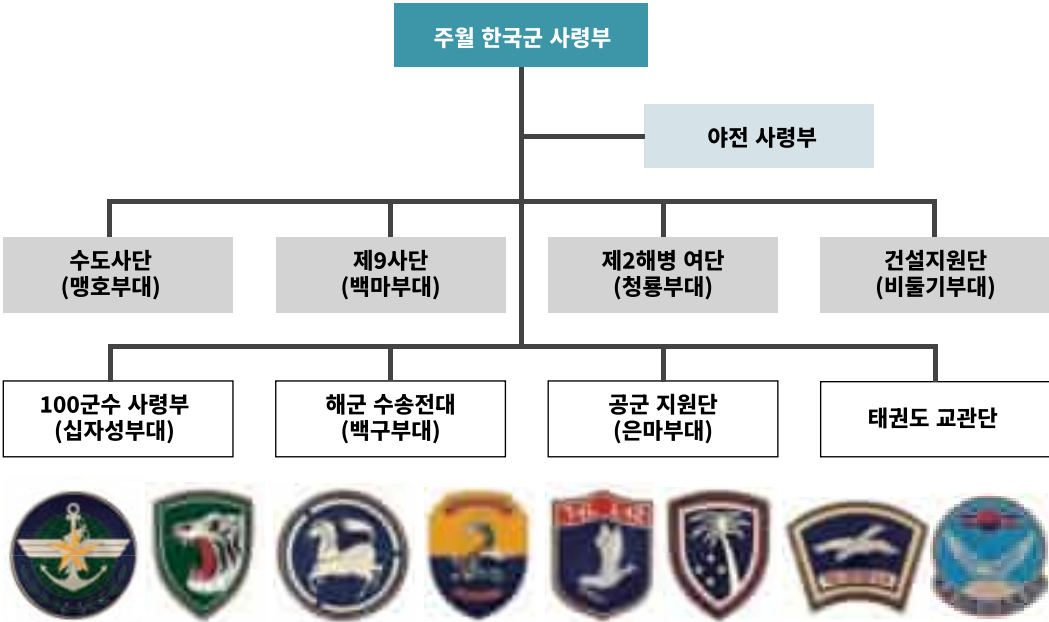 주월 한국군 사령부
야전 사령부
수도사단
(맹호부대)
제9사단
(백마부대)
제2해병 여단
(청룡부대)
건설지원단
(비둘기부대)
100군수 사령부
(십자성부대)
해군 수송전대
(백구부대)
공군 지원단
(은마부대)
태권도 교관단